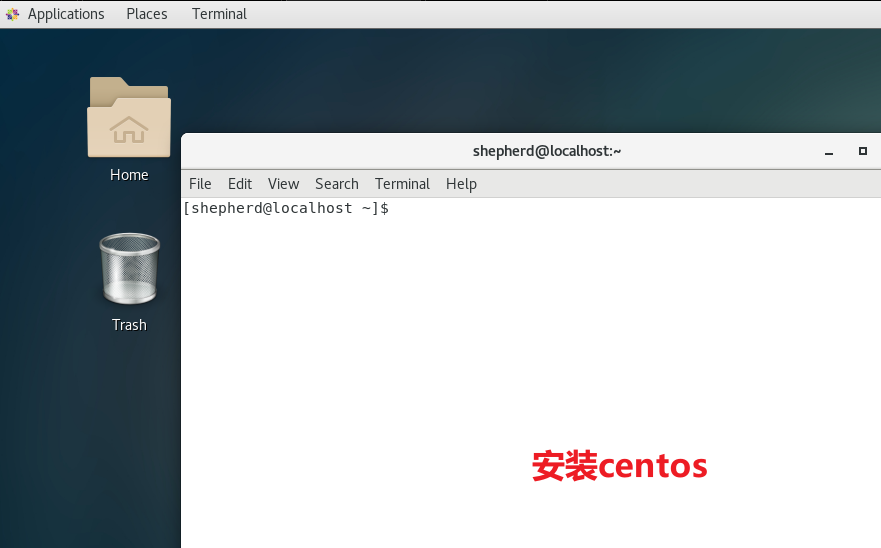 Applications Places Terminal
Home
shepherd@localhost:~
File Edit View Search Terminal Help
[shepherd@localhost ~]$
Trash
安装centos